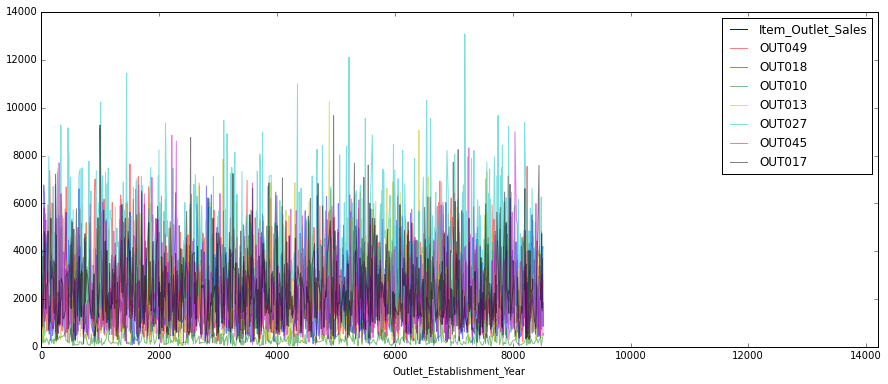 14000
12000
10000
8000
6000
4000
2000
0
Item_Outlet_Sales
OUT049
OUT018
OUT010
OUT013
OUT027
OUT045
OUT017
0 2000 4000 6000 8000 10000 12000 14000
Outlet_Establishment_Year